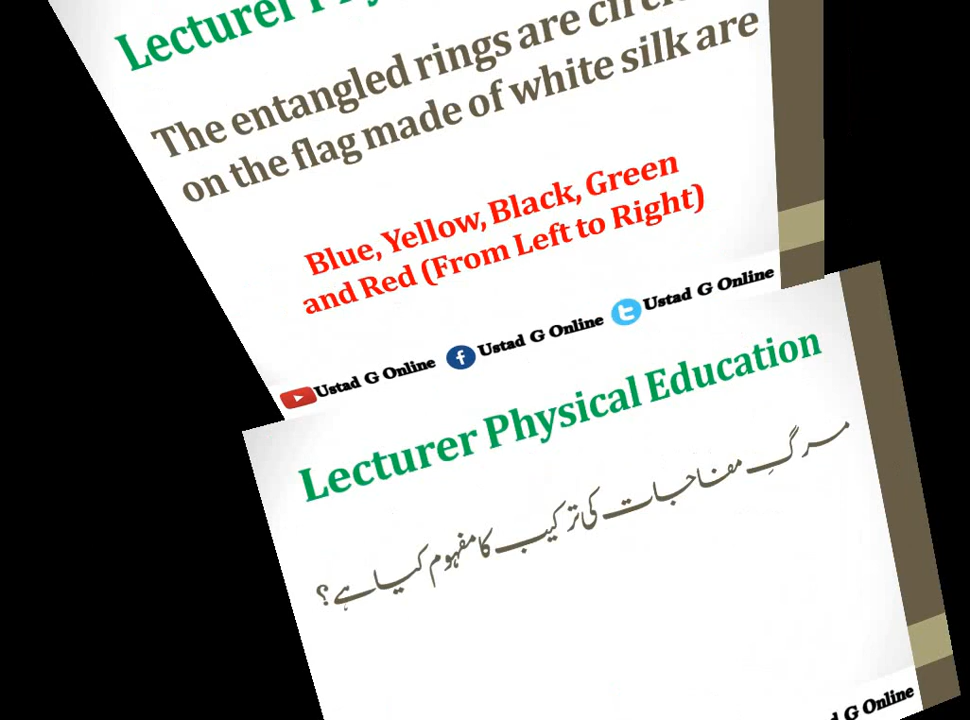 Lecturer
The entangled rings are
on the flag made of white silk are
Blue, Yellow, Black, Green
and Red (From Left to Right)
Ustad G Online Ustad G Online Ustad G Online
Lecturer Physical Education
مرگِ مفاجات کی ترکیب کا مفہوم کیا ہے؟
G Online